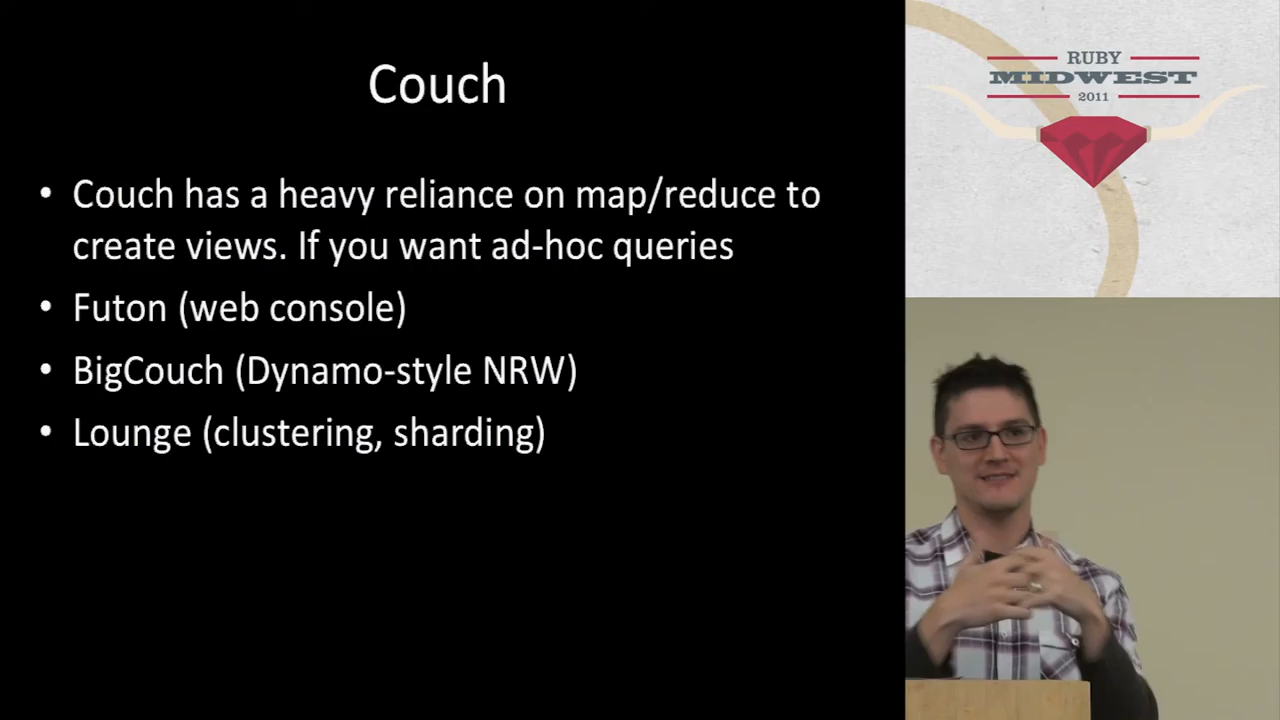 Couch
• Couch has a heavy reliance on map/reduce to
create views. If you want ad-hoc queries
• Futon (web console)
• BigCouch (Dynamo-style NRW)
• Lounge (clustering, sharding)
RUBY
MIDWEST
2011